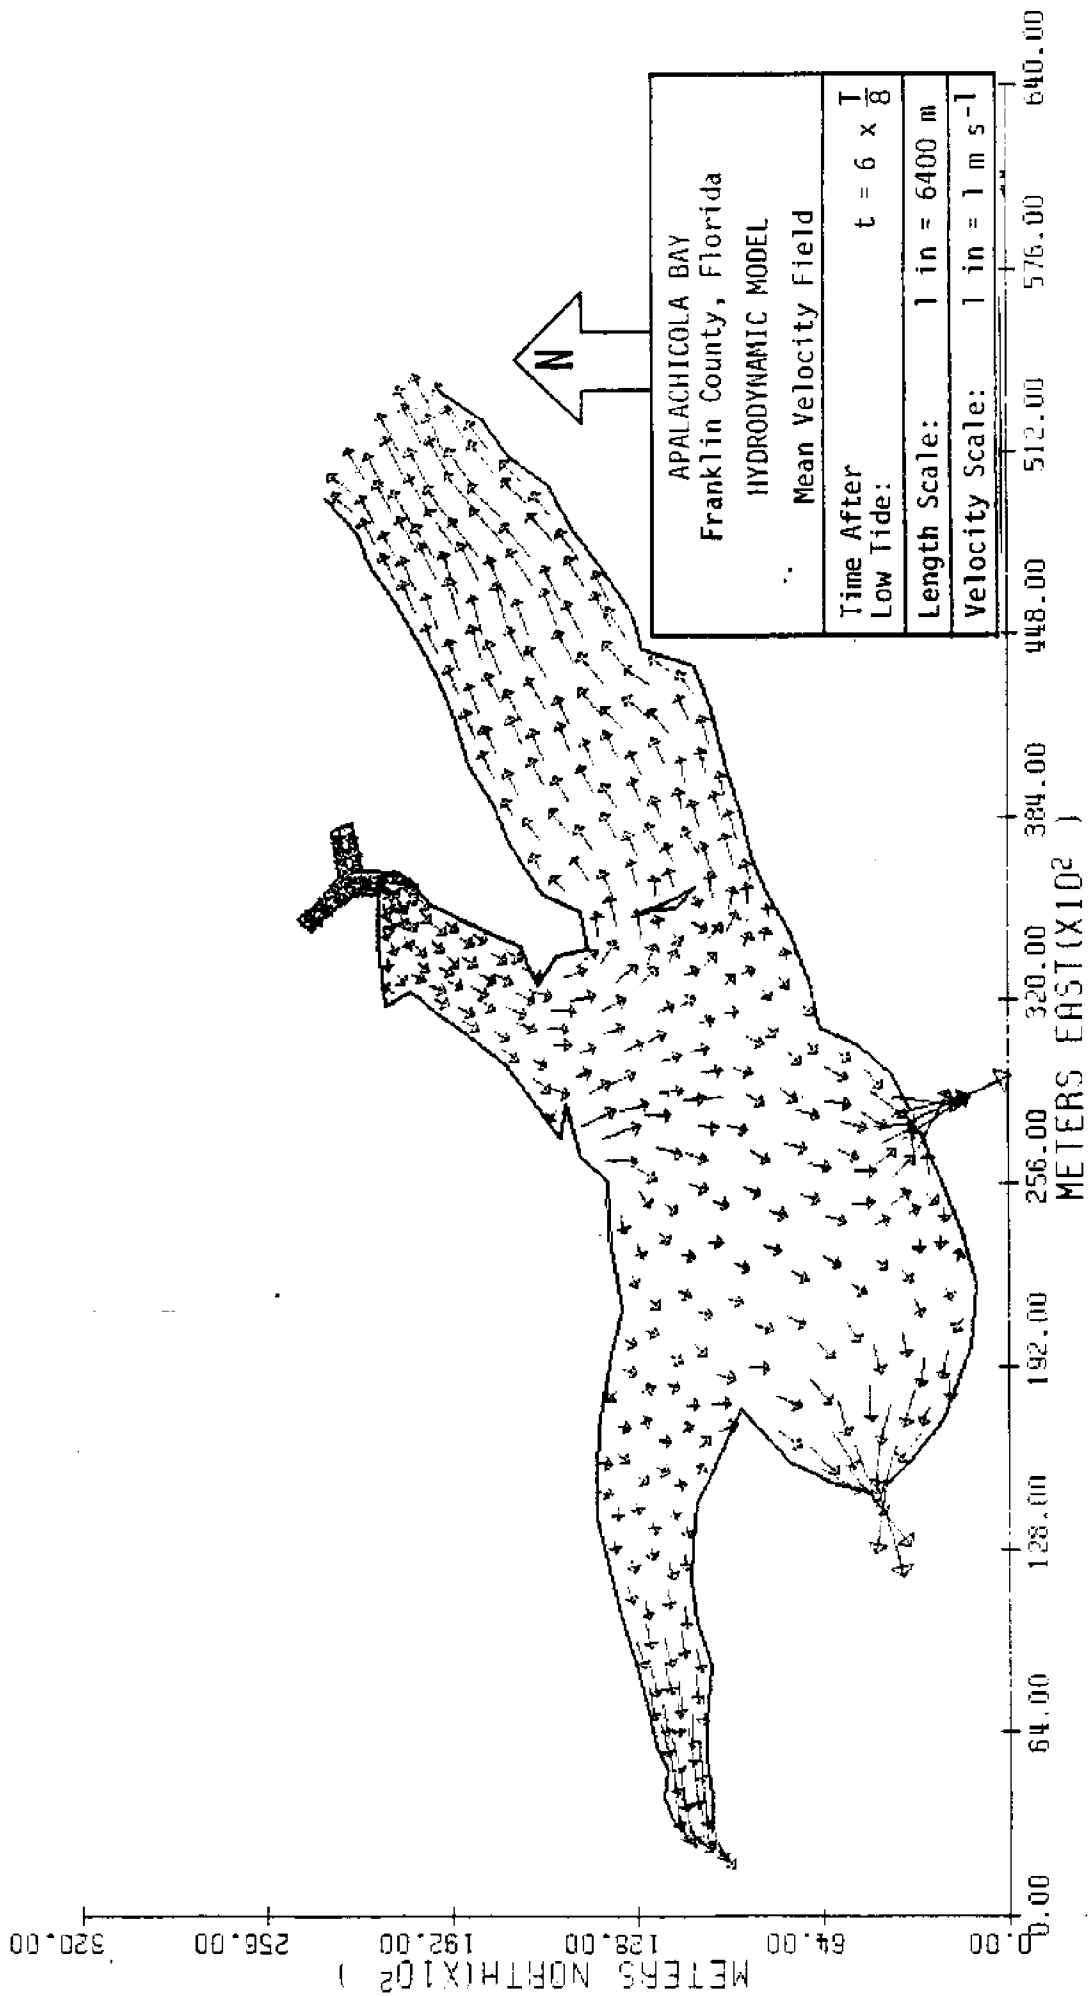 N
APALACHICOLA BAY
Franklin County, Florida
HYDRODYNAMIC MODEL
Mean Velocity Field
Time After
Low Tide: t = 6 x T/8
Length Scale: 1 in = 6400 m
Velocity Scale: 1 in = 1 m s⁻¹
METERS NORTH(X10²)
320.00
256.00
192.00
128.00
64.00
0.00
0.00 64.00 128.00 192.00 256.00 320.00 384.00 448.00 512.00 576.00 640.00
METERS EAST(X10²)